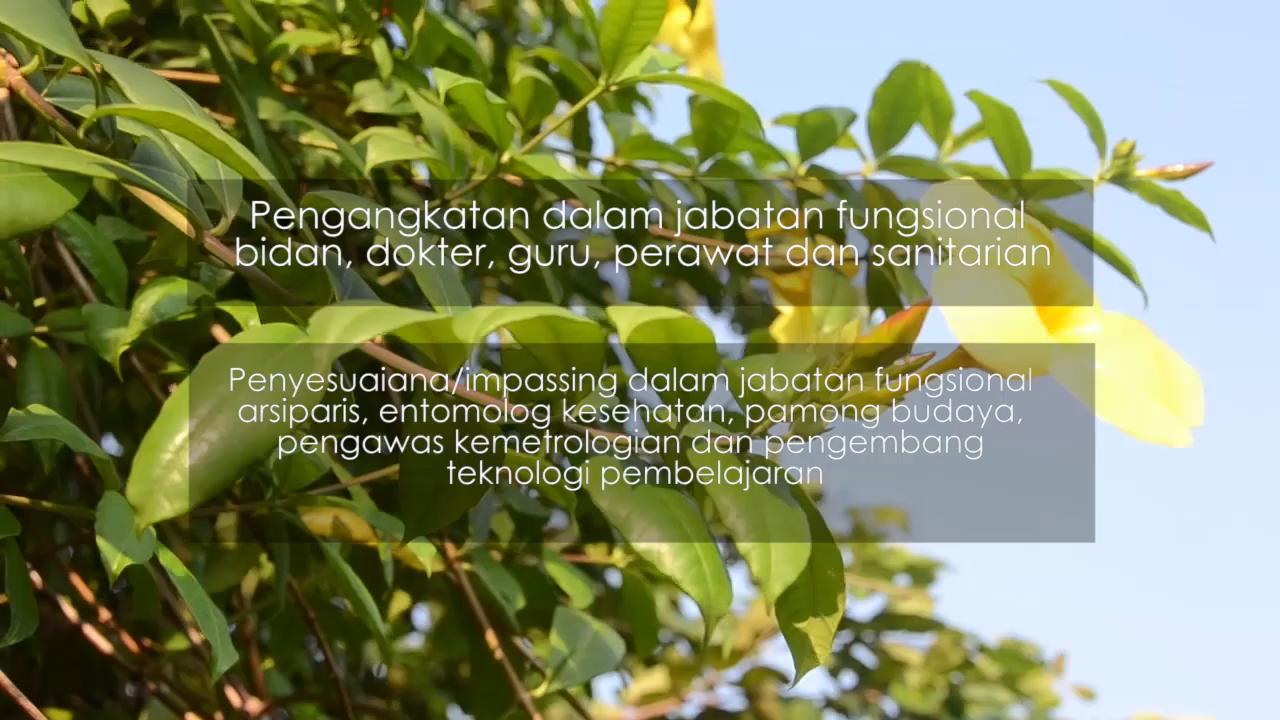 Pengangkatan dalam jabatan fungsional
bidan, dokter, guru, perawat dan sanitarian
Penyesuaiana/impassing dalam jabatan fungsional
arsiparis, entomolog kesehatan, pamong budaya,
pengawas kemetrologian dan pengembang
teknologi pembelajaran